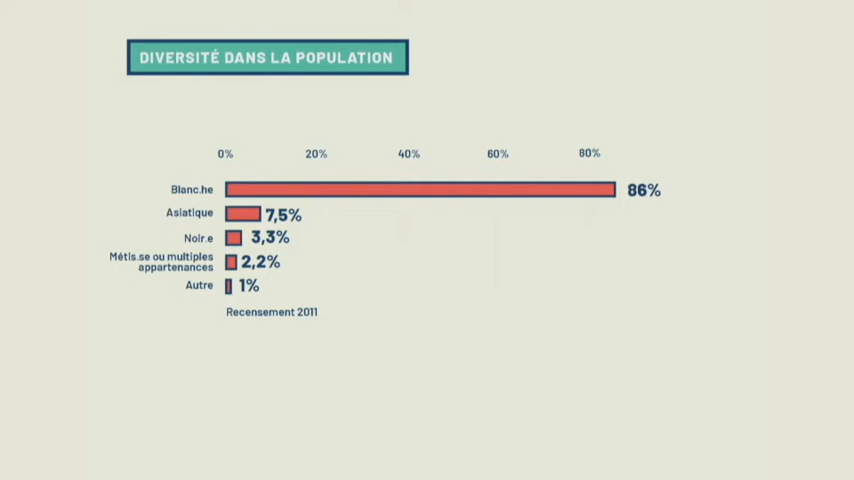 DIVERSITÉ DANS LA POPULATION
0% 20% 40% 60% 80%
Blanc.he 86%
Asiatique 7,5%
Noir.e 3,3%
Métis.se ou multiples
appartenances 2,2%
Autre 1%
Recensement 2011